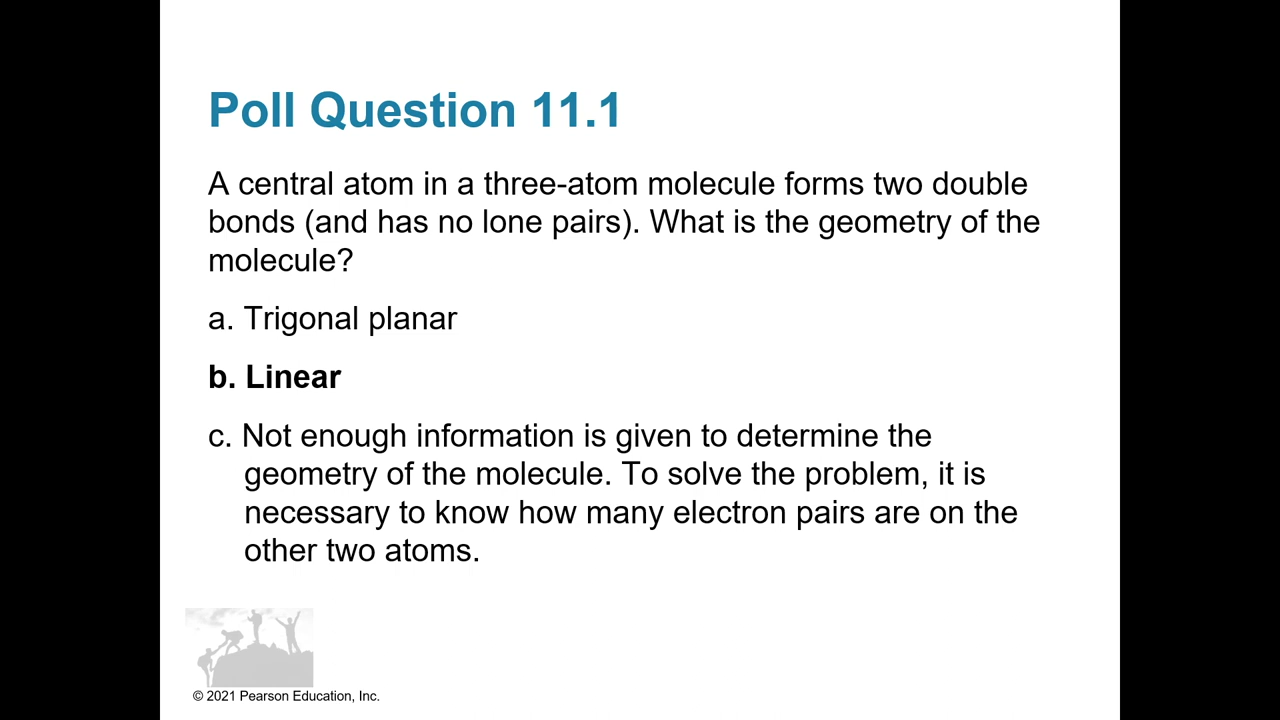 Poll Question 11.1
A central atom in a three-atom molecule forms two double
bonds (and has no lone pairs). What is the geometry of the
molecule?
a. Trigonal planar
b. Linear
c. Not enough information is given to determine the
geometry of the molecule. To solve the problem, it is
necessary to know how many electron pairs are on the
other two atoms.
© 2021 Pearson Education, Inc.